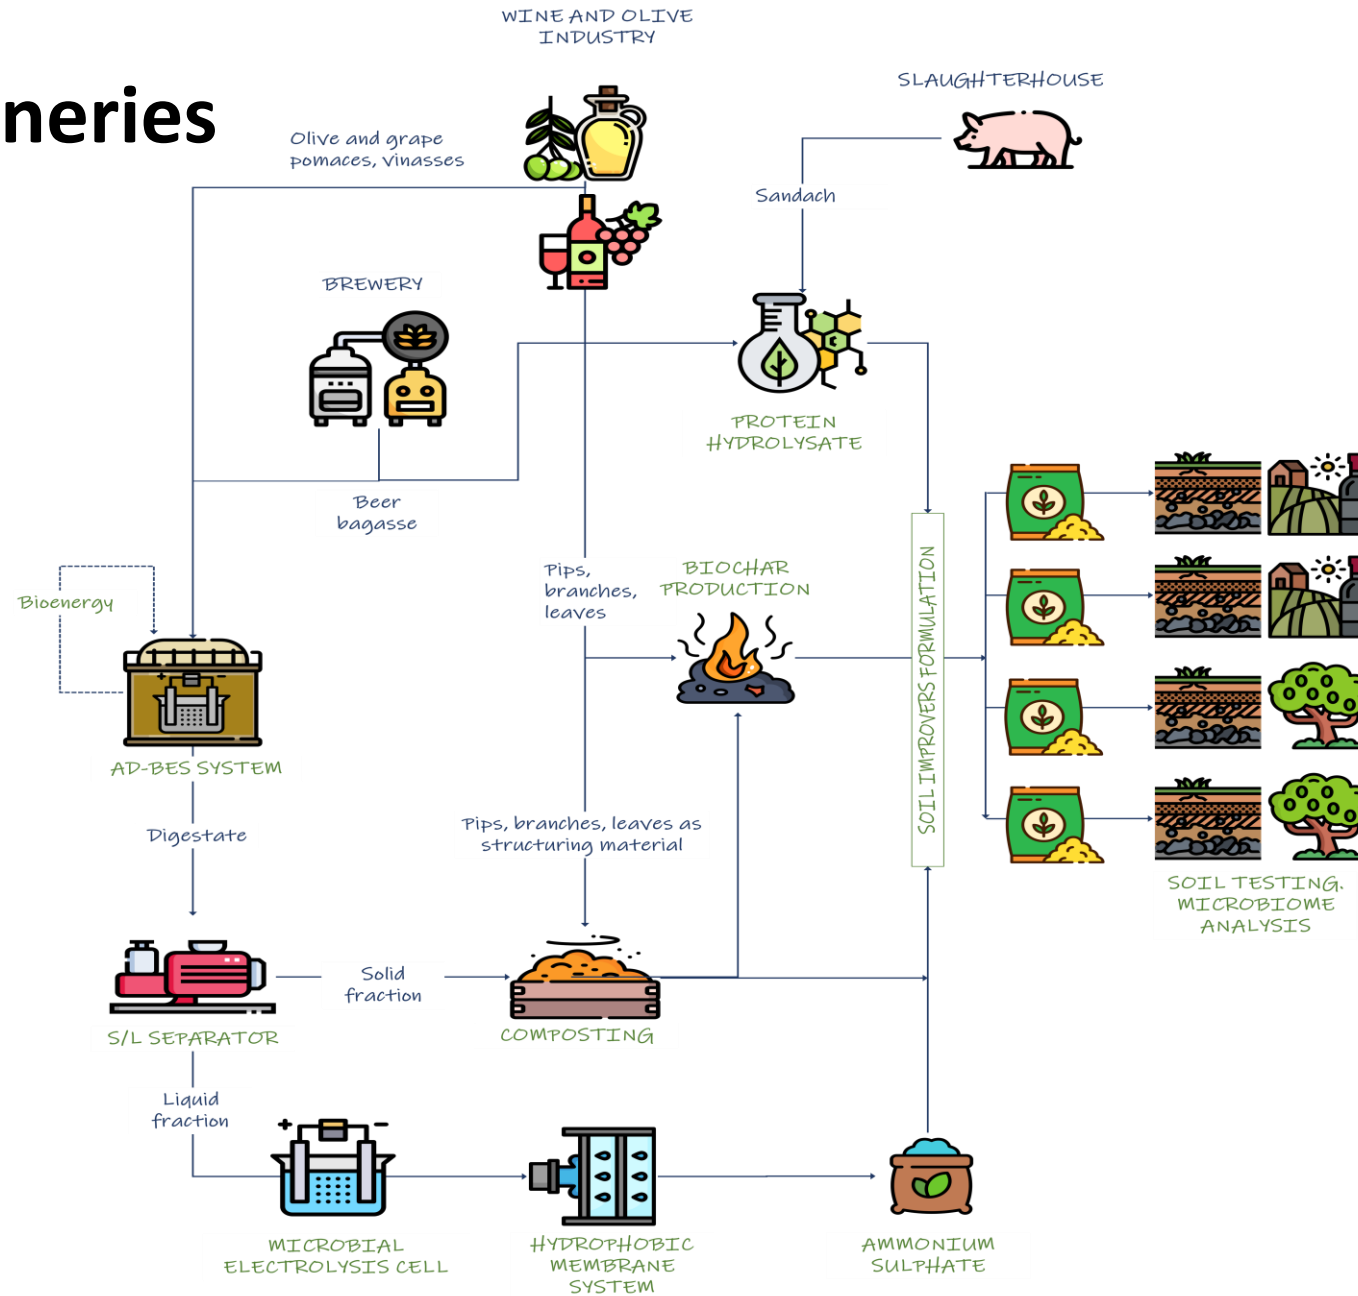 WINE AND OLIVE
INDUSTRY
SLAUGHTERHOUSE
neries
Olive and grape
pomaces, vinasses
Sandach
BREWERY
PROTEIN
HYDROLYSATE
Beer
bagasse
Pips,
branches,
leaves
BIOCHAR
PRODUCTION
SOIL IMPROVERS FORMULATION
Bioenergy
AD-BES SYSTEM
Digestate
Pips, branches, leaves as
structuring material
SOIL TESTING.
MICROBIOME
ANALYSIS
Solid
fraction
S/L SEPARATOR
COMPOSTING
Liquid
fraction
MICROBIAL
ELECTROLYSIS CELL
HYDROPHOBIC
MEMBRANE
SYSTEM
AMMONIUM
SULPHATE